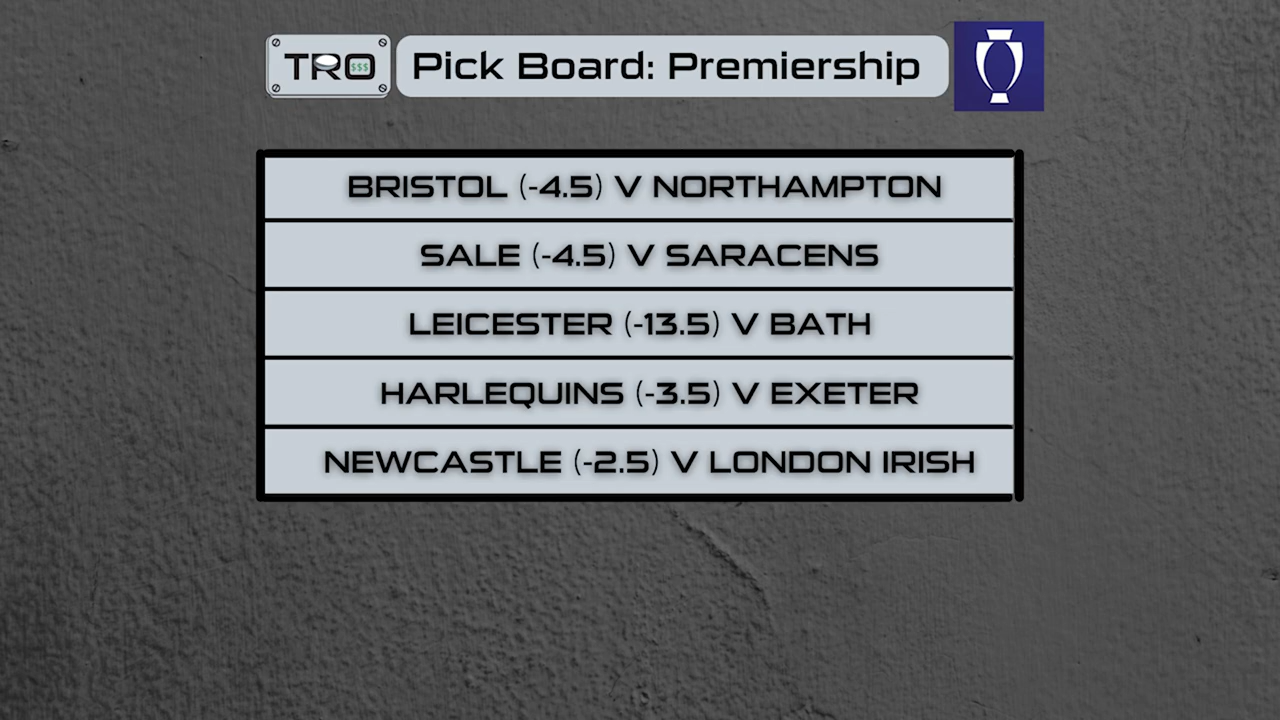 TRO $$$
Pick Board: Premiership
BRISTOL (-4.5) V NORTHAMPTON
SALE (-4.5) V SARACENS
LEICESTER (-13.5) V BATH
HARLEQUINS (-3.5) V EXETER
NEWCASTLE (-2.5) V LONDON IRISH